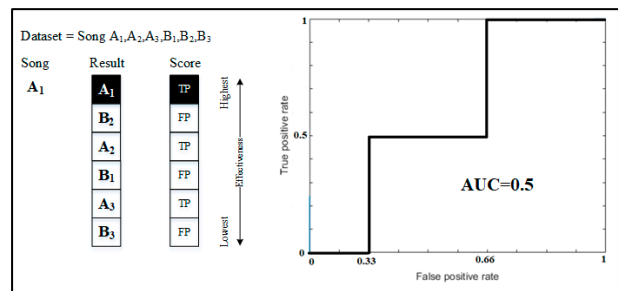 Dataset = Song A₁,A₂,A₃,B₁,B₂,B₃
Song Result Score
A₁ A₁ TP
B₂ FP
A₂ TP
B₁ FP
A₃ TP
B₃ FP
Highest
Effectiveness
Lowest
True positive rate
1
0.5
0
AUC=0.5
0 0.33 0.66 1
False positive rate